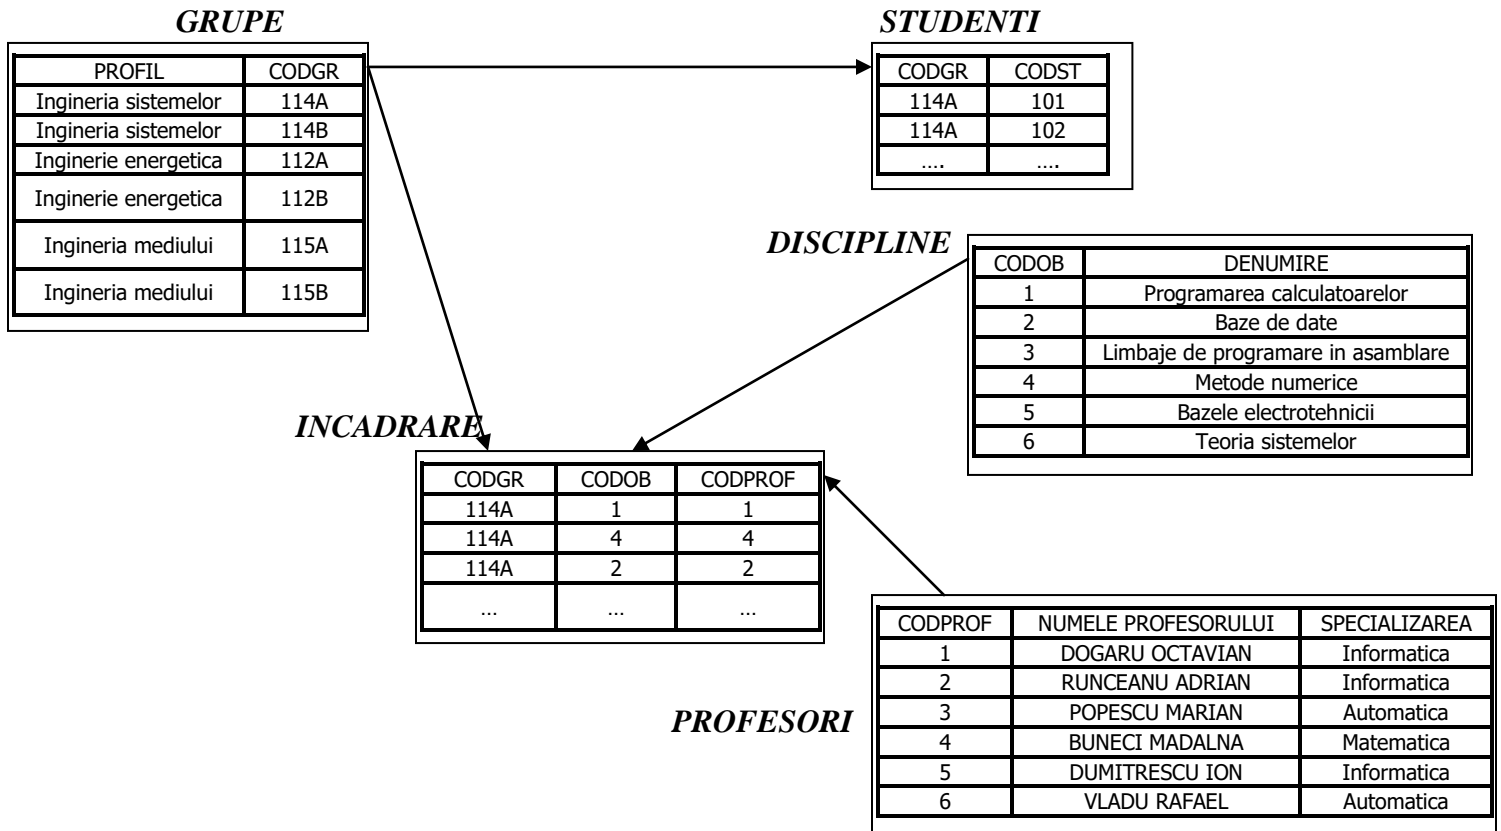 GRUPE
PROFIL CODGR
Ingineria sistemelor 114A
Ingineria sistemelor 114B
Inginerie energetica 112A
Inginerie energetica 112B
Ingineria mediului 115A
Ingineria mediului 115B
STUDENTI
CODGR CODST
114A 101
114A 102
.... ....
DISCIPLINE
CODOB DENUMIRE
1 Programarea calculatoarelor
2 Baze de date
3 Limbaje de programare in asamblare
4 Metode numerice
5 Bazele electrotehnicii
6 Teoria sistemelor
INCADRARE
CODGR CODOB CODPROF
114A 1 1
114A 4 4
114A 2 2
... ... ...
PROFESORI
CODPROF NUMELE PROFESORULUI SPECIALIZAREA
1 DOGARU OCTAVIAN Informatica
2 RUNCEANU ADRIAN Informatica
3 POPESCU MARIAN Automatica
4 BUNECI MADALNA Matematica
5 DUMITRESCU ION Informatica
6 VLADU RAFAEL Automatica